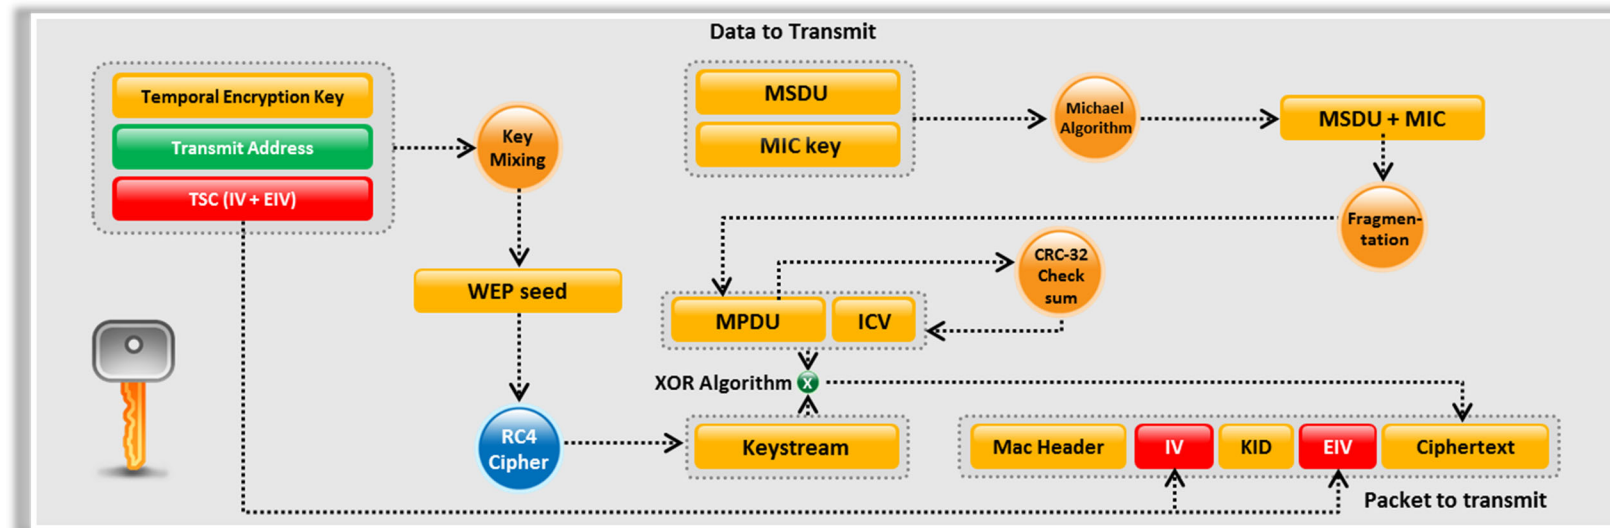 Data to Transmit
Temporal Encryption Key
Transmit Address
TSC (IV + EIV)
Key
Mixing
MSDU
MIC key
Michael
Algorithm
MSDU + MIC
Fragmen-
tation
CRC-32
Check
sum
WEP seed
MPDU
ICV
XOR Algorithm
X
RC4
Cipher
Keystream
Mac Header
IV
KID
EIV
Ciphertext
Packet to transmit